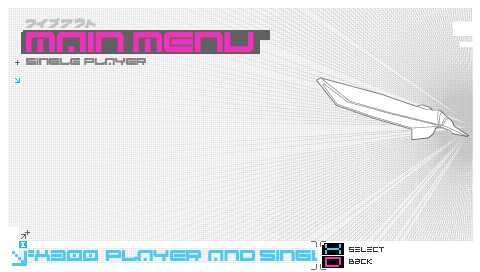 ワイプアウト
MAIN MENU
SINGLE PLAYER
FX300 PLAYER AND SINGL
X SELECT
O BACK